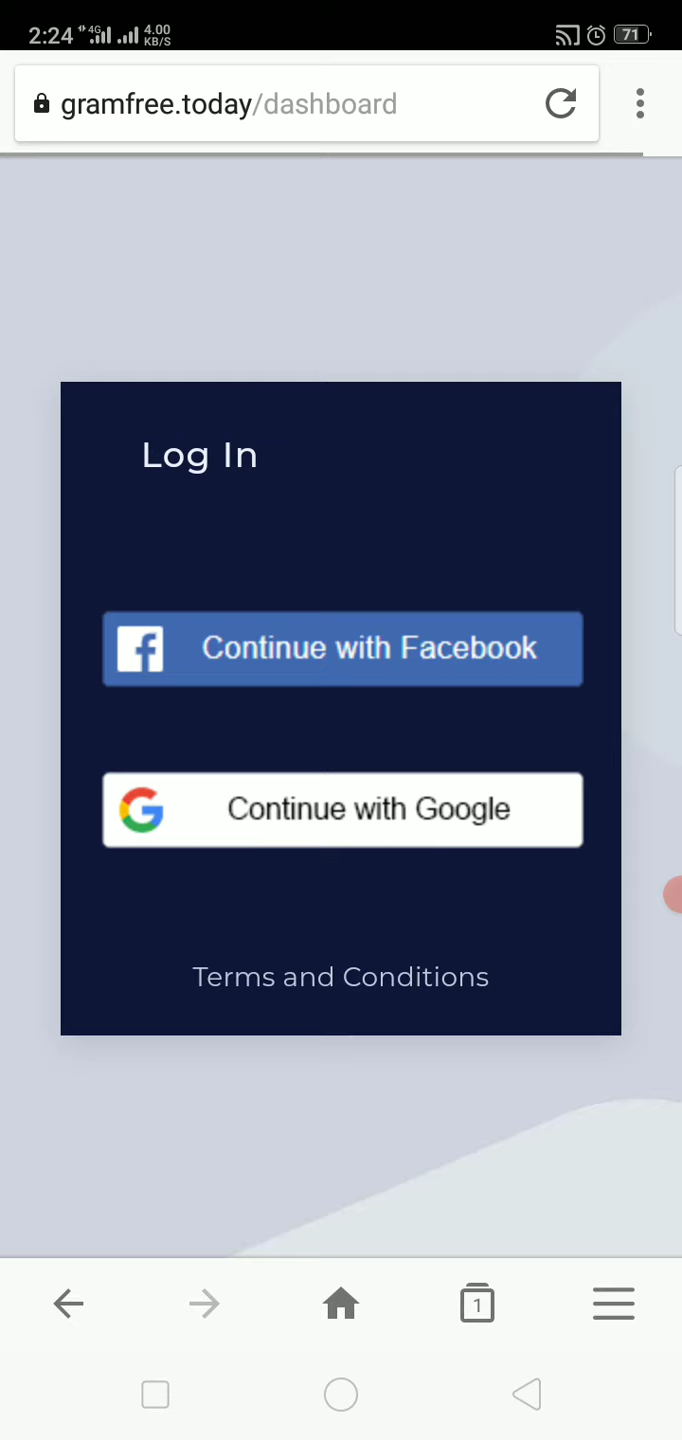 2:24 4G 4.00 KB/S 71
gramfree.today/dashboard
Log In
Continue with Facebook
Continue with Google
Terms and Conditions
1